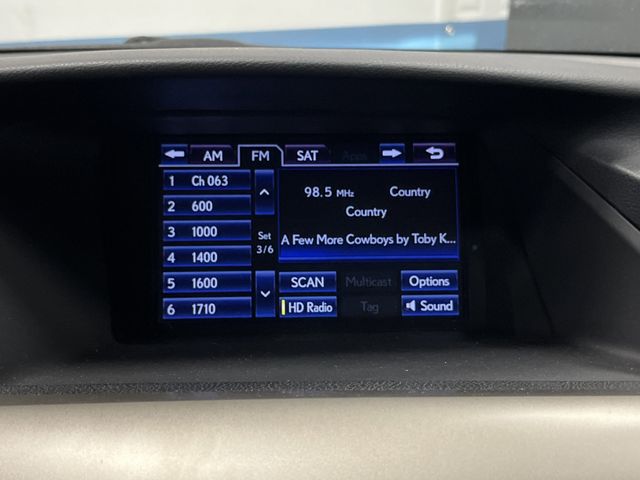 AM FM SAT Apps
1 Ch 063
2 600
3 1000
4 1400
5 1600
6 1710
Set
3/6
98.5 MHz Country
Country
A Few More Cowboys by Toby K...
SCAN Multicast Options
HD Radio Tag Sound